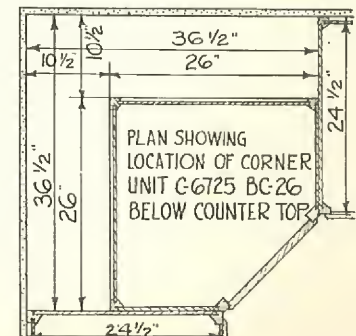 36 1/2"
10 1/2
26"
10 1/2"
24 1/2"
36 1/2"
26"
PLAN SHOWING
LOCATION OF CORNER
UNIT C-6725 BC-26
BELOW COUNTER TOP
24 1/2"